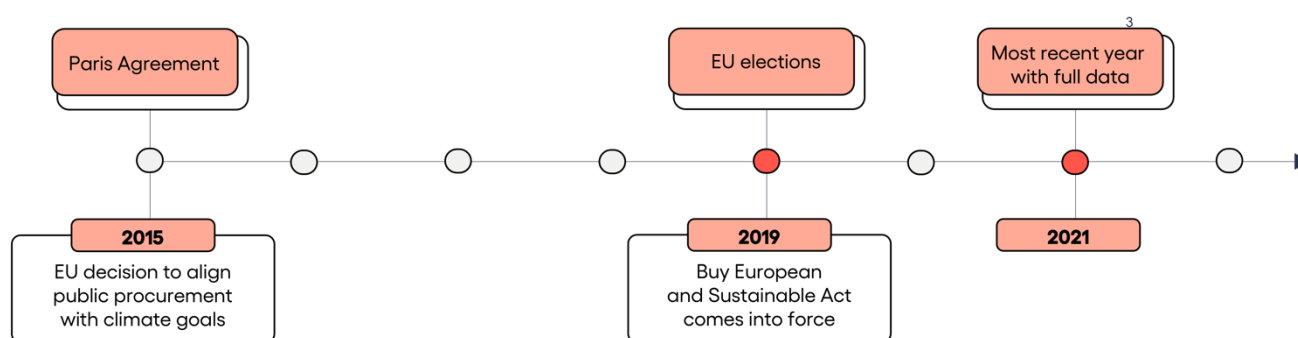 3
Paris Agreement
EU elections
Most recent year
with full data
2015
EU decision to align
public procurement
with climate goals
2019
Buy European
and Sustainable Act
comes into force
2021